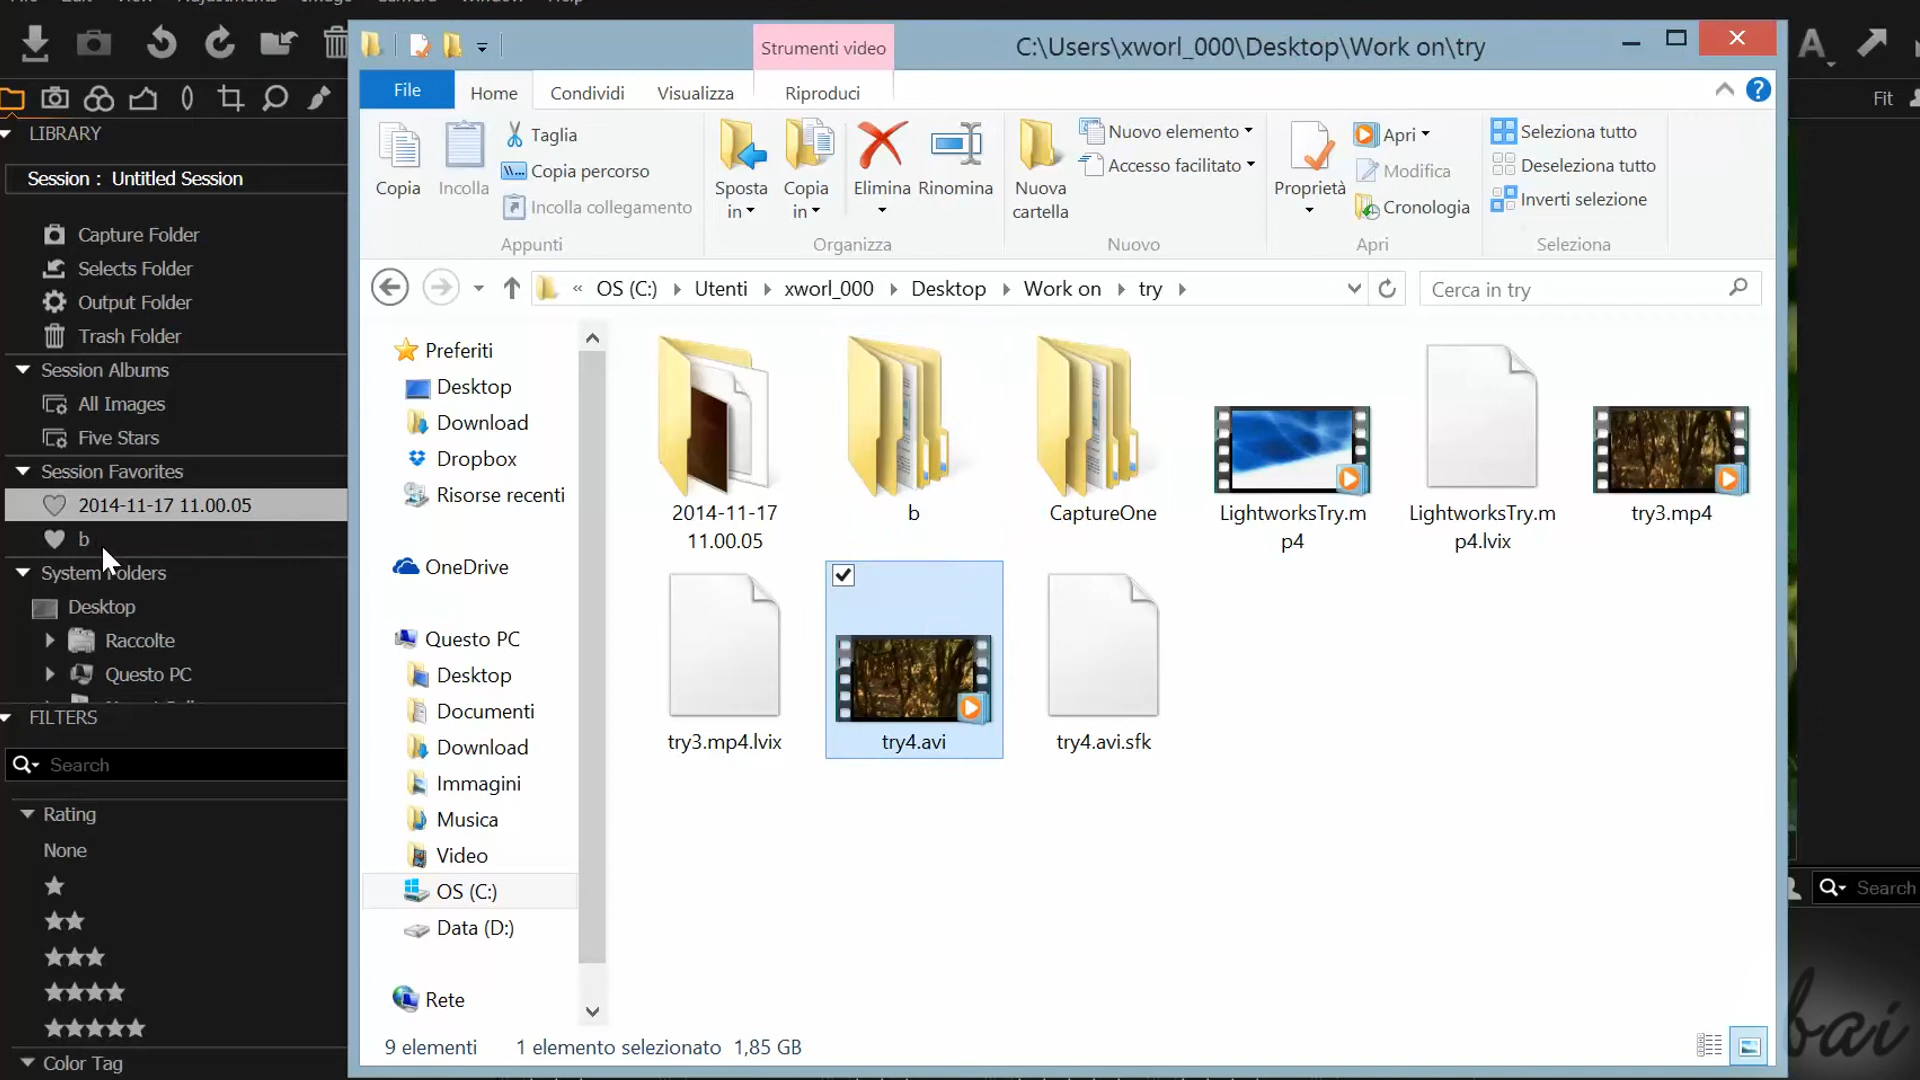 Strumenti video
C:\Users\xworl_000\Desktop\Work on\try
File
Home
Condividi
Visualizza
Riproduci
Copia
Incolla
Taglia
Copia percorso
Incolla collegamento
Appunti
Sposta in
Copia in
Elimina
Rinomina
Organizza
Nuova cartella
Nuovo elemento
Accesso facilitato
Nuovo
Proprietà
Apri
Modifica
Cronologia
Apri
Seleziona tutto
Deseleziona tutto
Inverti selezione
Seleziona
« OS (C:) Utenti xworl_000 Desktop Work on try
Cerca in try
Preferiti
Desktop
Download
Dropbox
Risorse recenti
OneDrive
Questo PC
Desktop
Documenti
Download
Immagini
Musica
Video
OS (C:)
Data (D:)
Rete
2014-11-17 11.00.05
b
CaptureOne
LightworksTry.mp4
LightworksTry.mp4.lvix
try3.mp4
try3.mp4.lvix
try4.avi
try4.avi.sfk
9 elementi 1 elemento selezionato 1,85 GB
LIBRARY
Session : Untitled Session
Capture Folder
Selects Folder
Output Folder
Trash Folder
Session Albums
All Images
Five Stars
Session Favorites
2014-11-17 11.00.05
b
System Folders
Desktop
Raccolte
Questo PC
FILTERS
Search
Rating
None
Color Tag
A
Fit
Search
bai